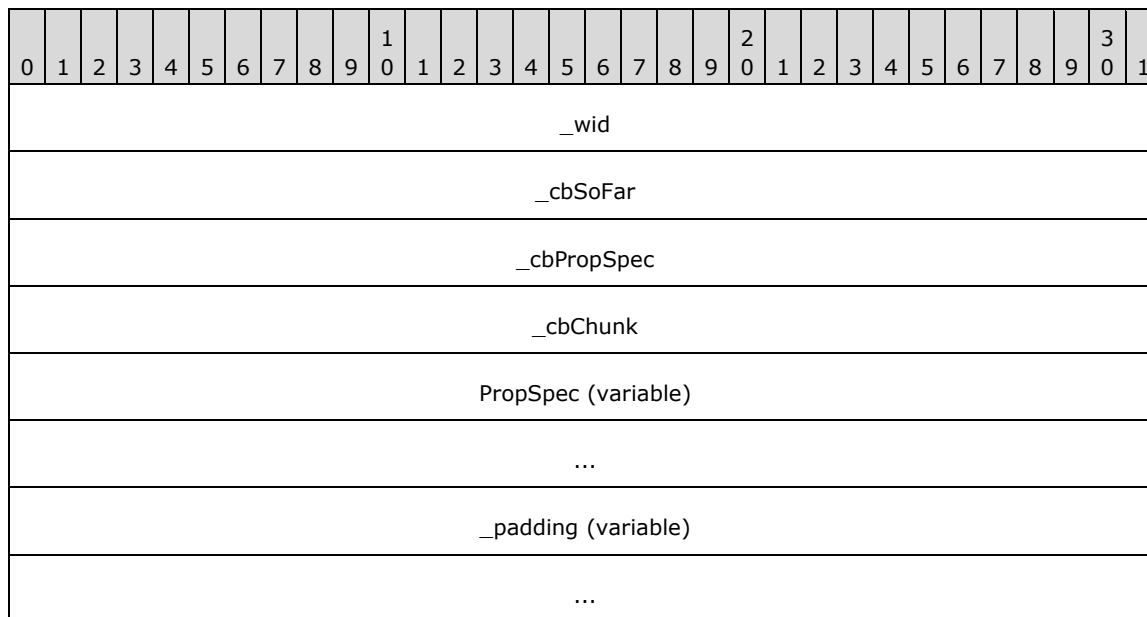 1 2 3
0 1 2 3 4 5 6 7 8 9 0 1 2 3 4 5 6 7 8 9 0 1 2 3 4 5 6 7 8 9 0 1
_wid
_cbSoFar
_cbPropSpec
_cbChunk
PropSpec (variable)
...
_padding (variable)
...